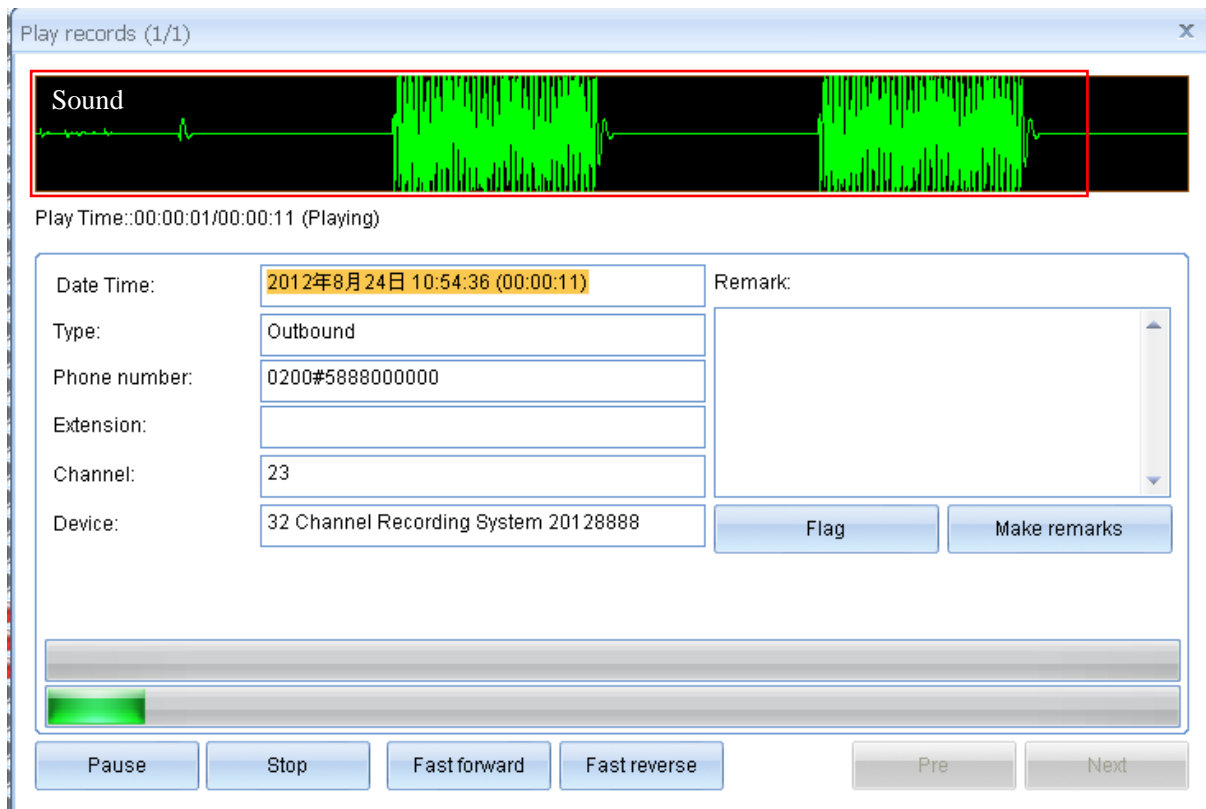 Play records (1/1)
x
Sound
Play Time::00:00:01/00:00:11 (Playing)
Date Time:
2012年8月24日 10:54:36 (00:00:11)
Remark:
Type:
Outbound
Phone number:
0200#5888000000
Extension:
Channel:
23
Device:
32 Channel Recording System 20128888
Flag
Make remarks
Pause
Stop
Fast forward
Fast reverse
Pre
Next